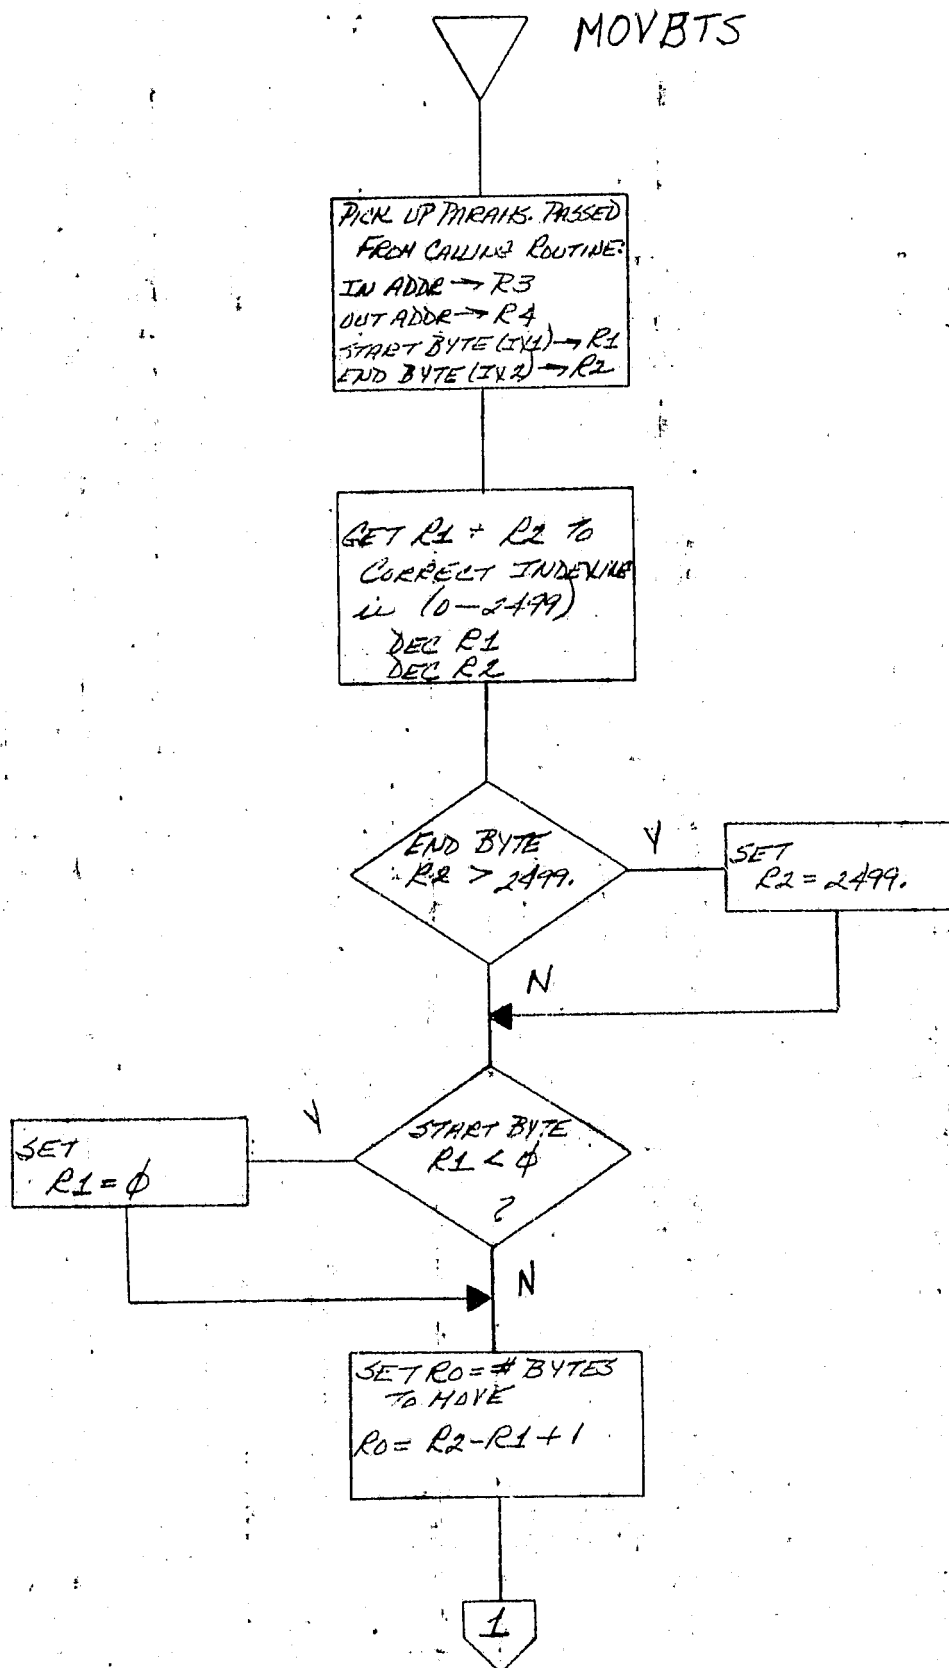 MOVBTS
PICK UP PARAMS. PASSED
FROM CALLING ROUTINE:
IN ADDR → R3
OUT ADDR → R4
START BYTE (IX1) → R1
END BYTE (IX2) → R2
GET R1 + R2 TO
CORRECT INDEXING
ie (0-2499)
DEC R1
DEC R2
END BYTE
R2 > 2499.
Y
SET
R2 = 2499.
N
START BYTE
R1 < φ
?
Y
SET
R1 = φ
N
SET R0 = # BYTES
TO MOVE
R0 = R2-R1+1
1